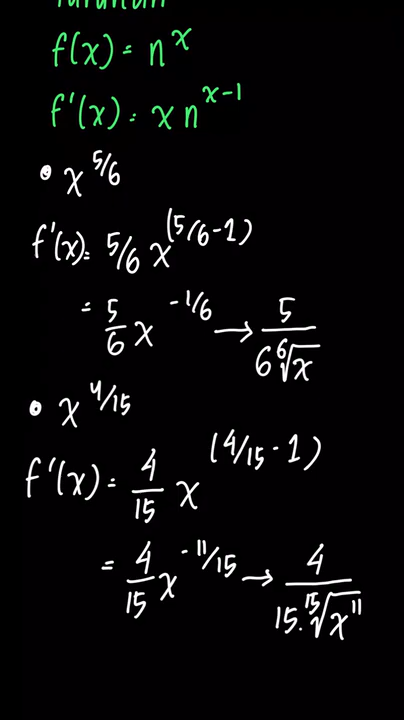 Turunan
f(x) = n^x
f'(x) = x n^(x-1)
• x^(5/6)
f'(x) = 5/6 x^(5/6-1)
= 5/6 x^(-1/6) → 5/(6 ⁶√x)
• x^(4/15)
f'(x) = 4/15 x^(4/15-1)
= 4/15 x^(-11/15) → 4/(15. ¹⁵√x^11)